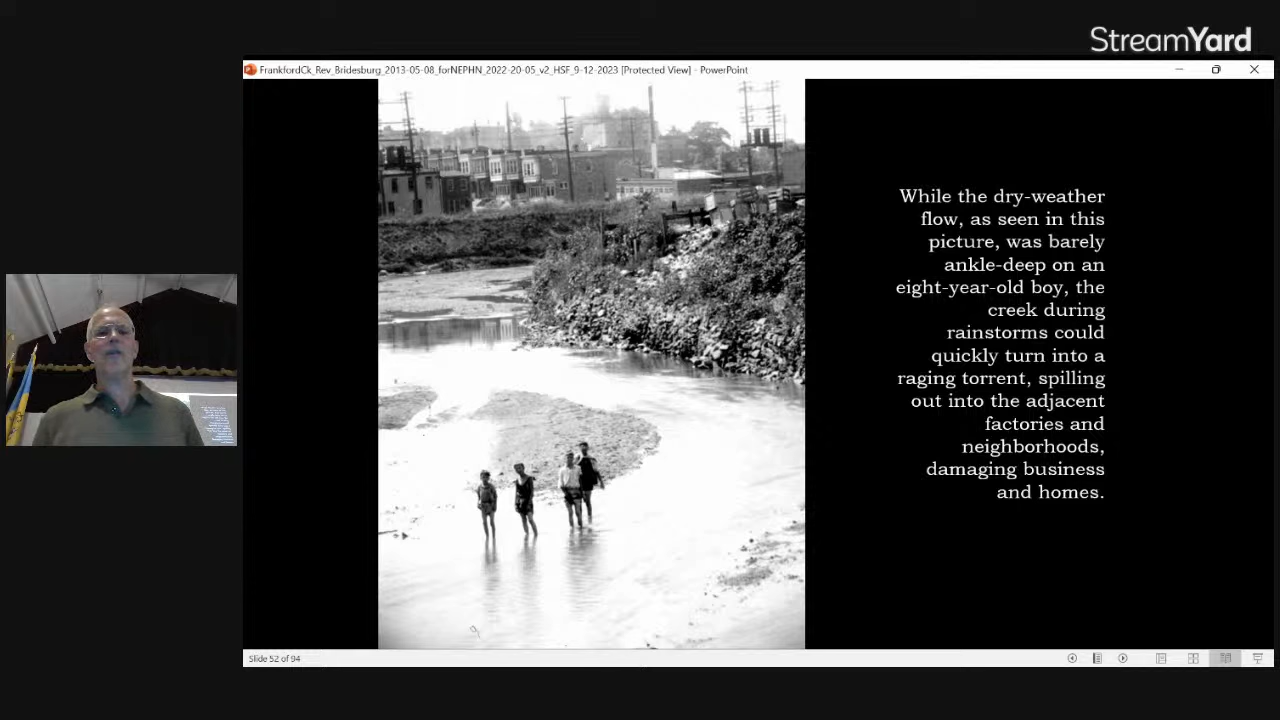 StreamYard
FrankfordCk_Rev_Bridesburg_2013-05-08_forNEPHN_2022-20-05_v2_HSF_9-12-2023 [Protected View] - PowerPoint
While the dry-weather
flow, as seen in this
picture, was barely
ankle-deep on an
eight-year-old boy, the
creek during
rainstorms could
quickly turn into a
raging torrent, spilling
out into the adjacent
factories and
neighborhoods,
damaging business
and homes.
Slide 52 of 94